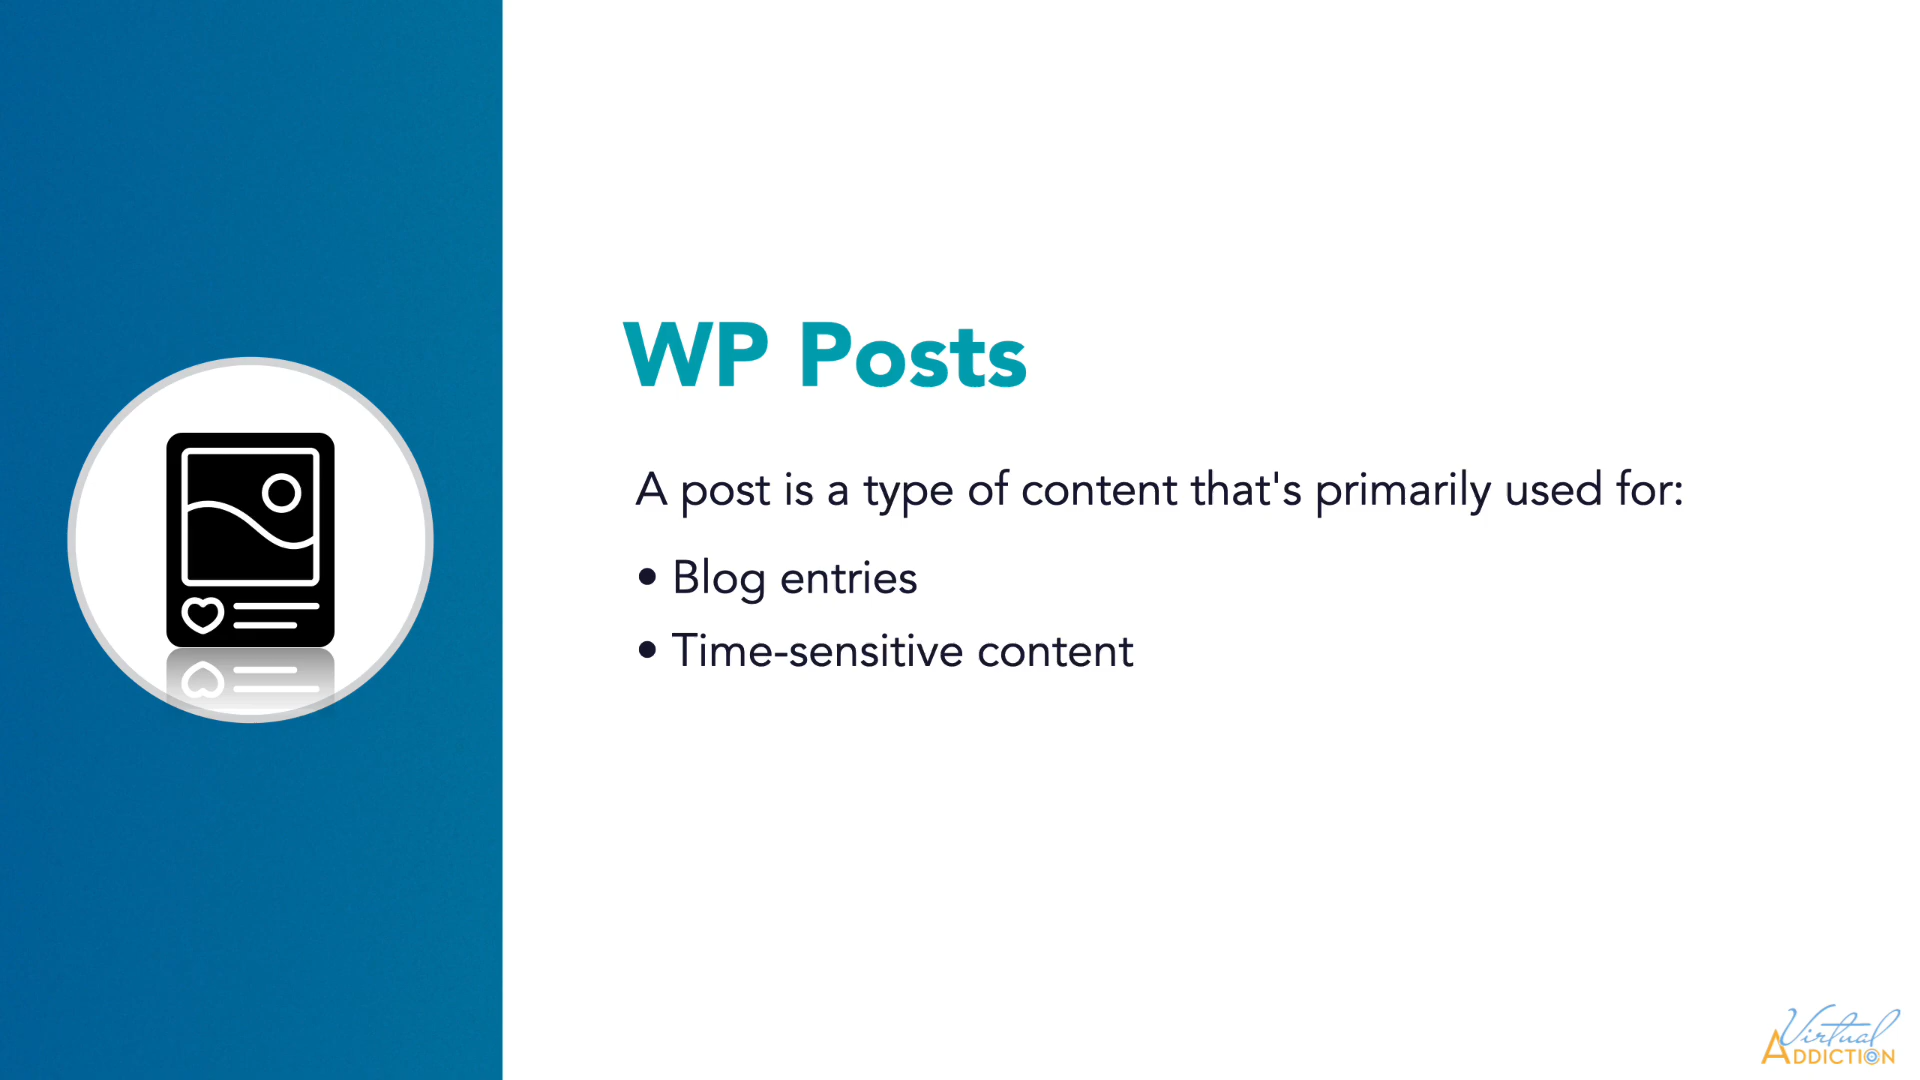 WP Posts
A post is a type of content that's primarily used for:
• Blog entries
• Time-sensitive content
Virtual
ADDICTION